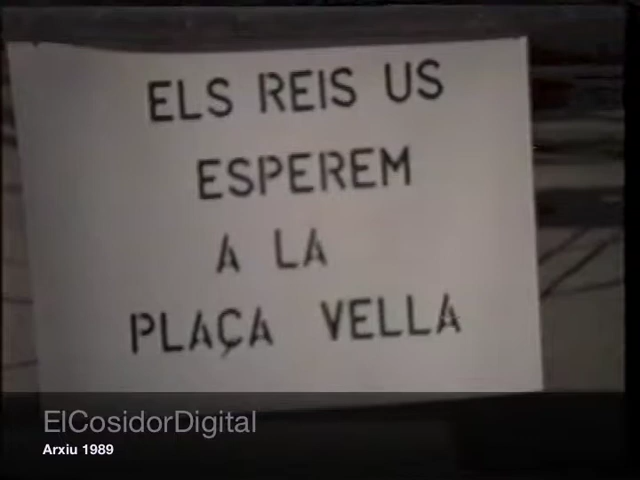 ELS REIS US
ESPEREM
A LA
PLAÇA VELLA
ElCosidorDigital
Arxiu 1989